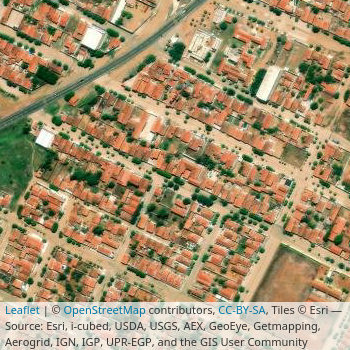 Leaflet | © OpenStreetMap contributors, CC-BY-SA, Tiles © Esri —
Source: Esri, i-cubed, USDA, USGS, AEX, GeoEye, Getmapping,
Aerogrid, IGN, IGP, UPR-EGP, and the GIS User Community